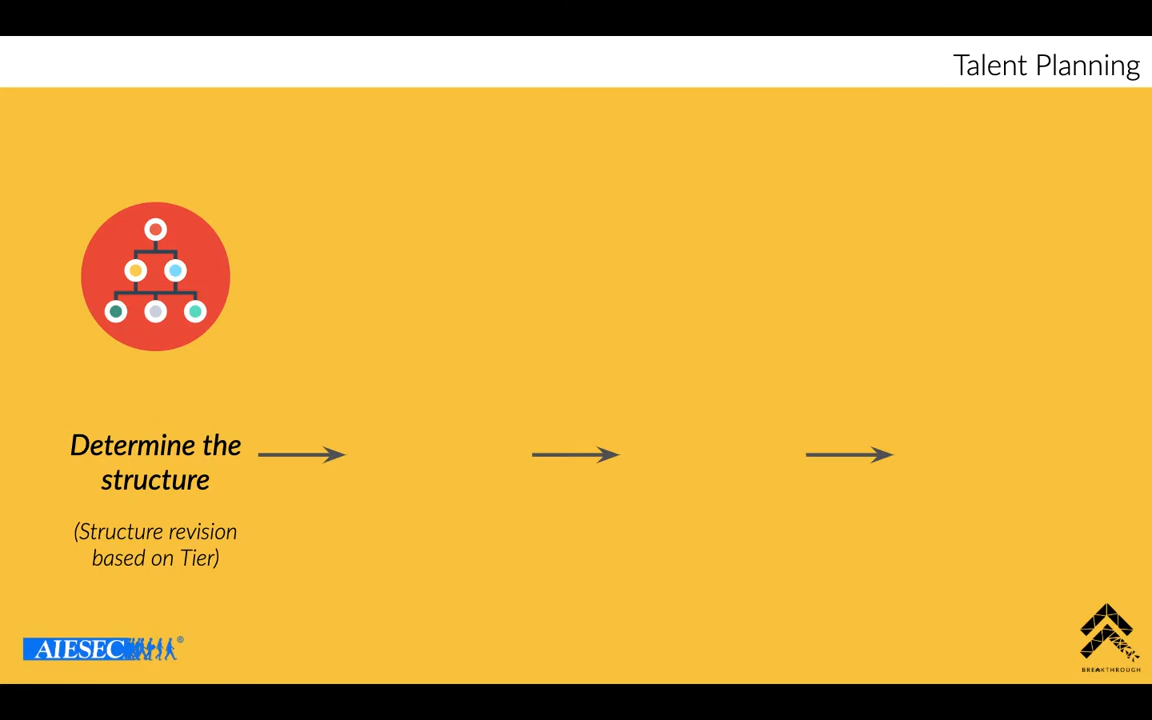 Talent Planning
Determine the
structure
(Structure revision
based on Tier)
AIESEC®
BREAKTHROUGH